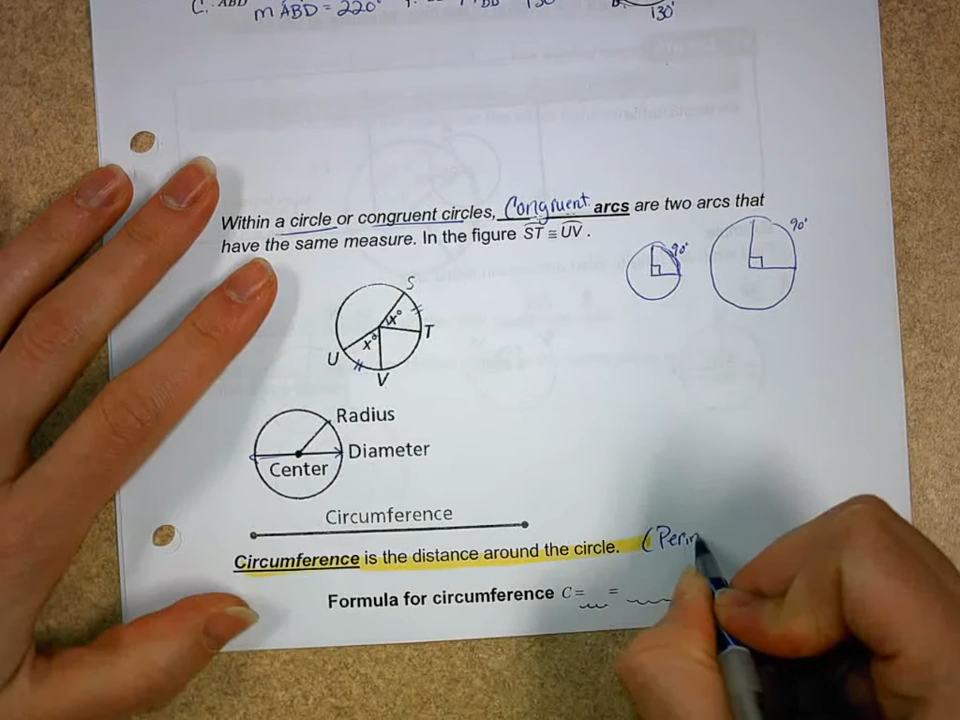 C. ABD mABD = 220°
130°
Within a circle or congruent circles, Congruent arcs are two arcs that
90°
90°
have the same measure. In the figure ST ≅ UV.
S
x°
T
x°
U
V
Radius
Diameter
Center
Circumference
Circumference is the distance around the circle. (Perim
Formula for circumference C= =